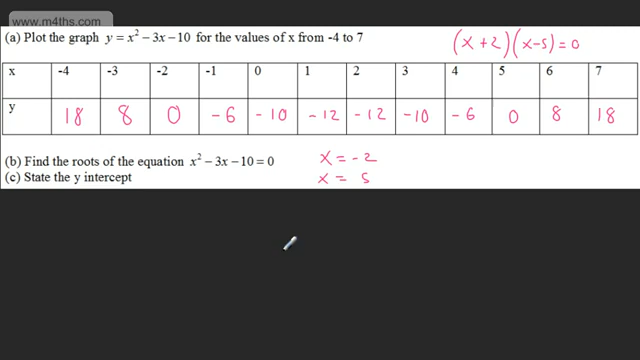 www.m4ths.com
(a) Plot the graph y = x² − 3x − 10 for the values of x from -4 to 7
(x + 2)(x − 5) = 0
x -4 -3 -2 -1 0 1 2 3 4 5 6 7
y 18 8 0 -6 -10 -12 -12 -10 -6 0 8 18
(b) Find the roots of the equation x² − 3x − 10 = 0 x = -2
(c) State the y intercept x = 5